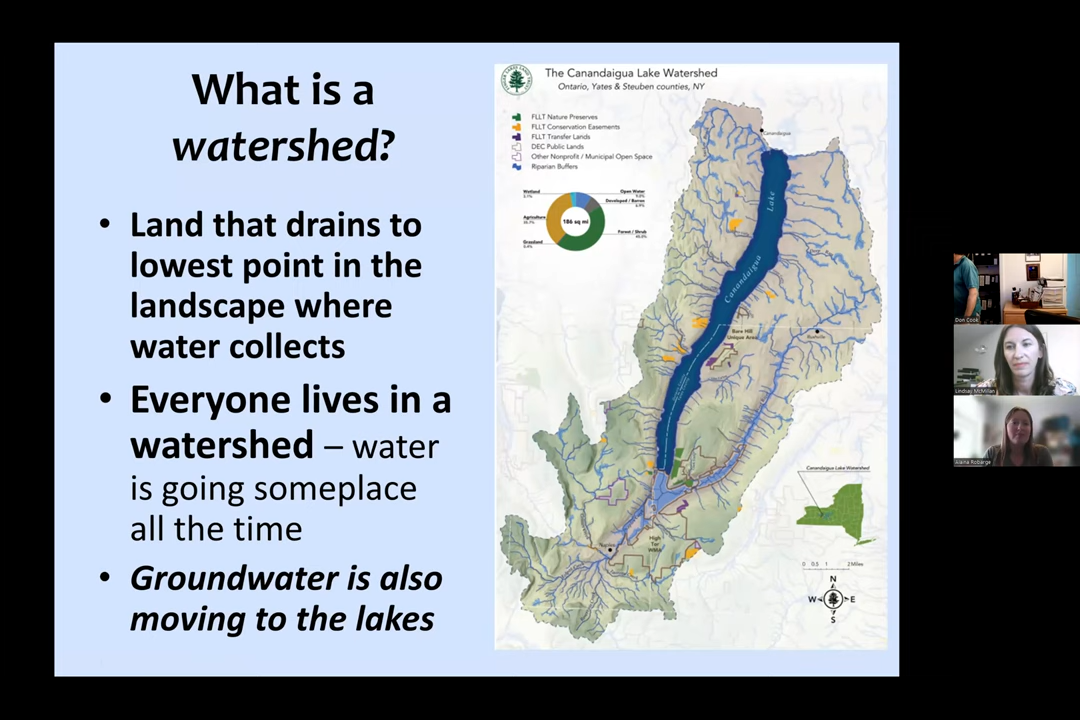 What is a
watershed?
• Land that drains to
lowest point in the
landscape where
water collects
• Everyone lives in a
watershed – water
is going someplace
all the time
• Groundwater is also
moving to the lakes
The Canandaigua Lake Watershed
Ontario, Yates & Steuben counties, NY
FLLT Nature Preserves
FLLT Conservation Easements
FLLT Transfer Lands
DEC Public Lands
Other Nonprofit / Municipal Open Space
Riparian Buffers
Wetland
Open Water
Developed / Barren
Agriculture
186 sq mi
Forest / Shrub
Grassland
Canandaigua
Canandaigua Lake
Bare Hill
Unique Area
Rushville
High
Tor
WMA
Naples
Canandaigua Lake Watershed
0 0.5 1 2 Miles
N
W E
S
Don Cook
Lindsay McMillan
Alaina Robarge